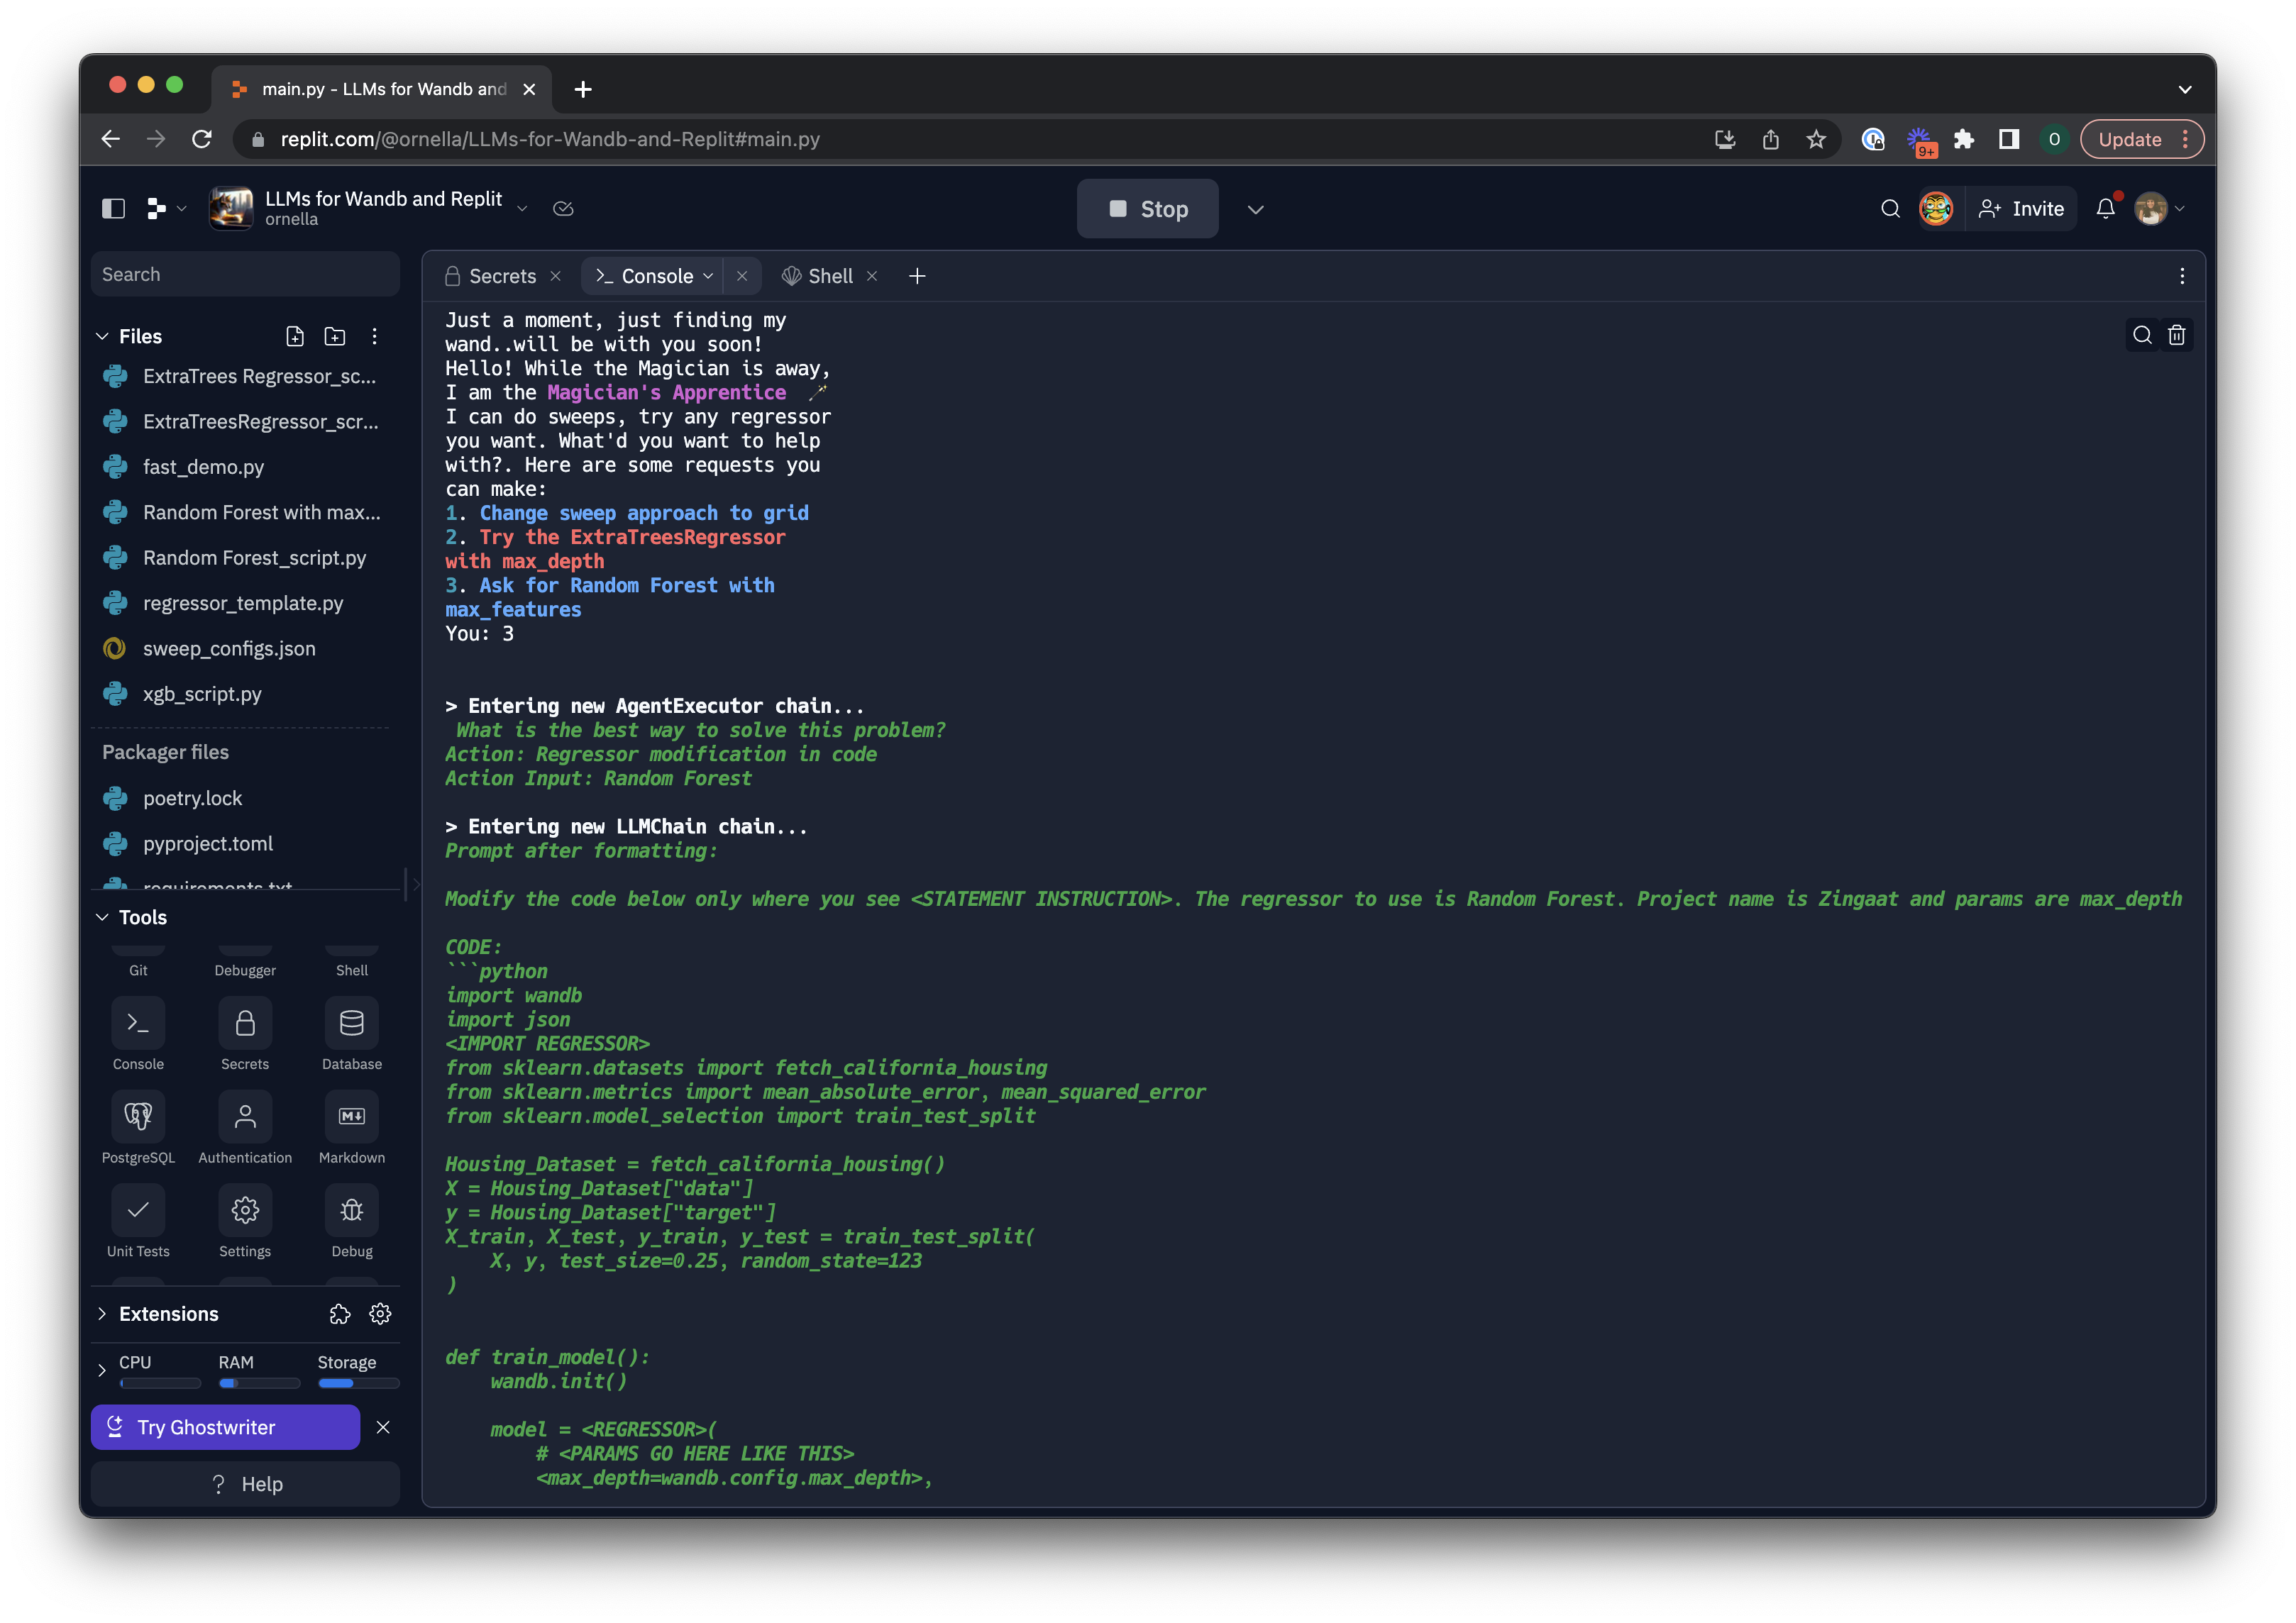 main.py - LLMs for Wandb and
replit.com/@ornella/LLMs-for-Wandb-and-Replit#main.py
9+
O
Update
LLMs for Wandb and Replit
ornella
Stop
Invite
Search
Files
ExtraTrees Regressor_sc...
ExtraTreesRegressor_scr...
fast_demo.py
Random Forest with max...
Random Forest_script.py
regressor_template.py
sweep_configs.json
xgb_script.py
Packager files
poetry.lock
pyproject.toml
requirements.txt
Tools
Git
Debugger
Shell
Console
Secrets
Database
PostgreSQL
Authentication
Markdown
Unit Tests
Settings
Debug
Extensions
CPU
RAM
Storage
Try Ghostwriter
? Help
Secrets
Console
Shell
Just a moment, just finding my
wand..will be with you soon!
Hello! While the Magician is away,
I am the Magician's Apprentice
I can do sweeps, try any regressor
you want. What'd you want to help
with?. Here are some requests you
can make:
1. Change sweep approach to grid
2. Try the ExtraTreesRegressor
with max_depth
3. Ask for Random Forest with
max_features
You: 3
> Entering new AgentExecutor chain...
What is the best way to solve this problem?
Action: Regressor modification in code
Action Input: Random Forest
> Entering new LLMChain chain...
Prompt after formatting:
Modify the code below only where you see <STATEMENT INSTRUCTION>. The regressor to use is Random Forest. Project name is Zingaat and params are max_depth
CODE:
```python
import wandb
import json
<IMPORT REGRESSOR>
from sklearn.datasets import fetch_california_housing
from sklearn.metrics import mean_absolute_error, mean_squared_error
from sklearn.model_selection import train_test_split
Housing_Dataset = fetch_california_housing()
X = Housing_Dataset["data"]
y = Housing_Dataset["target"]
X_train, X_test, y_train, y_test = train_test_split(
    X, y, test_size=0.25, random_state=123
)
def train_model():
    wandb.init()
    model = <REGRESSOR>(
        # <PARAMS GO HERE LIKE THIS>
        <max_depth=wandb.config.max_depth>,